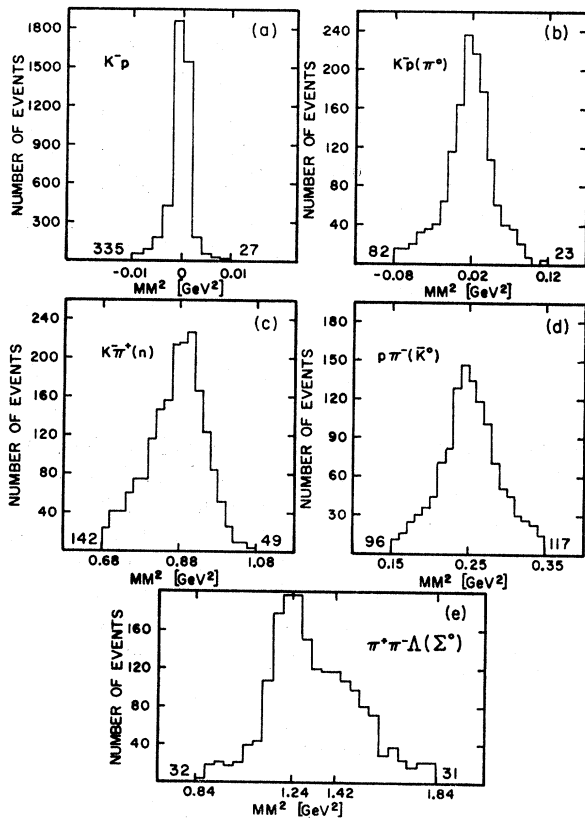 (a)
K⁻p
NUMBER OF EVENTS
1800
1500
1200
900
600
300
335
27
-0.01 0 0.01
MM² [GeV²]
(b)
K⁻p(π°)
NUMBER OF EVENTS
240
200
160
120
80
40
82
23
-0.08 0.02 0.12
MM² [GeV²]
(c)
K⁻π⁺(n)
NUMBER OF EVENTS
240
200
160
120
80
40
142
49
0.68 0.88 1.08
MM² [GeV²]
(d)
pπ⁻(K̄°)
NUMBER OF EVENTS
180
150
120
90
60
30
96
117
0.15 0.25 0.35
MM² [GeV²]
(e)
π⁺π⁻Λ(Σ°)
NUMBER OF EVENTS
160
120
80
40
32
31
0.84 1.24 1.42 1.84
MM² [GeV²]